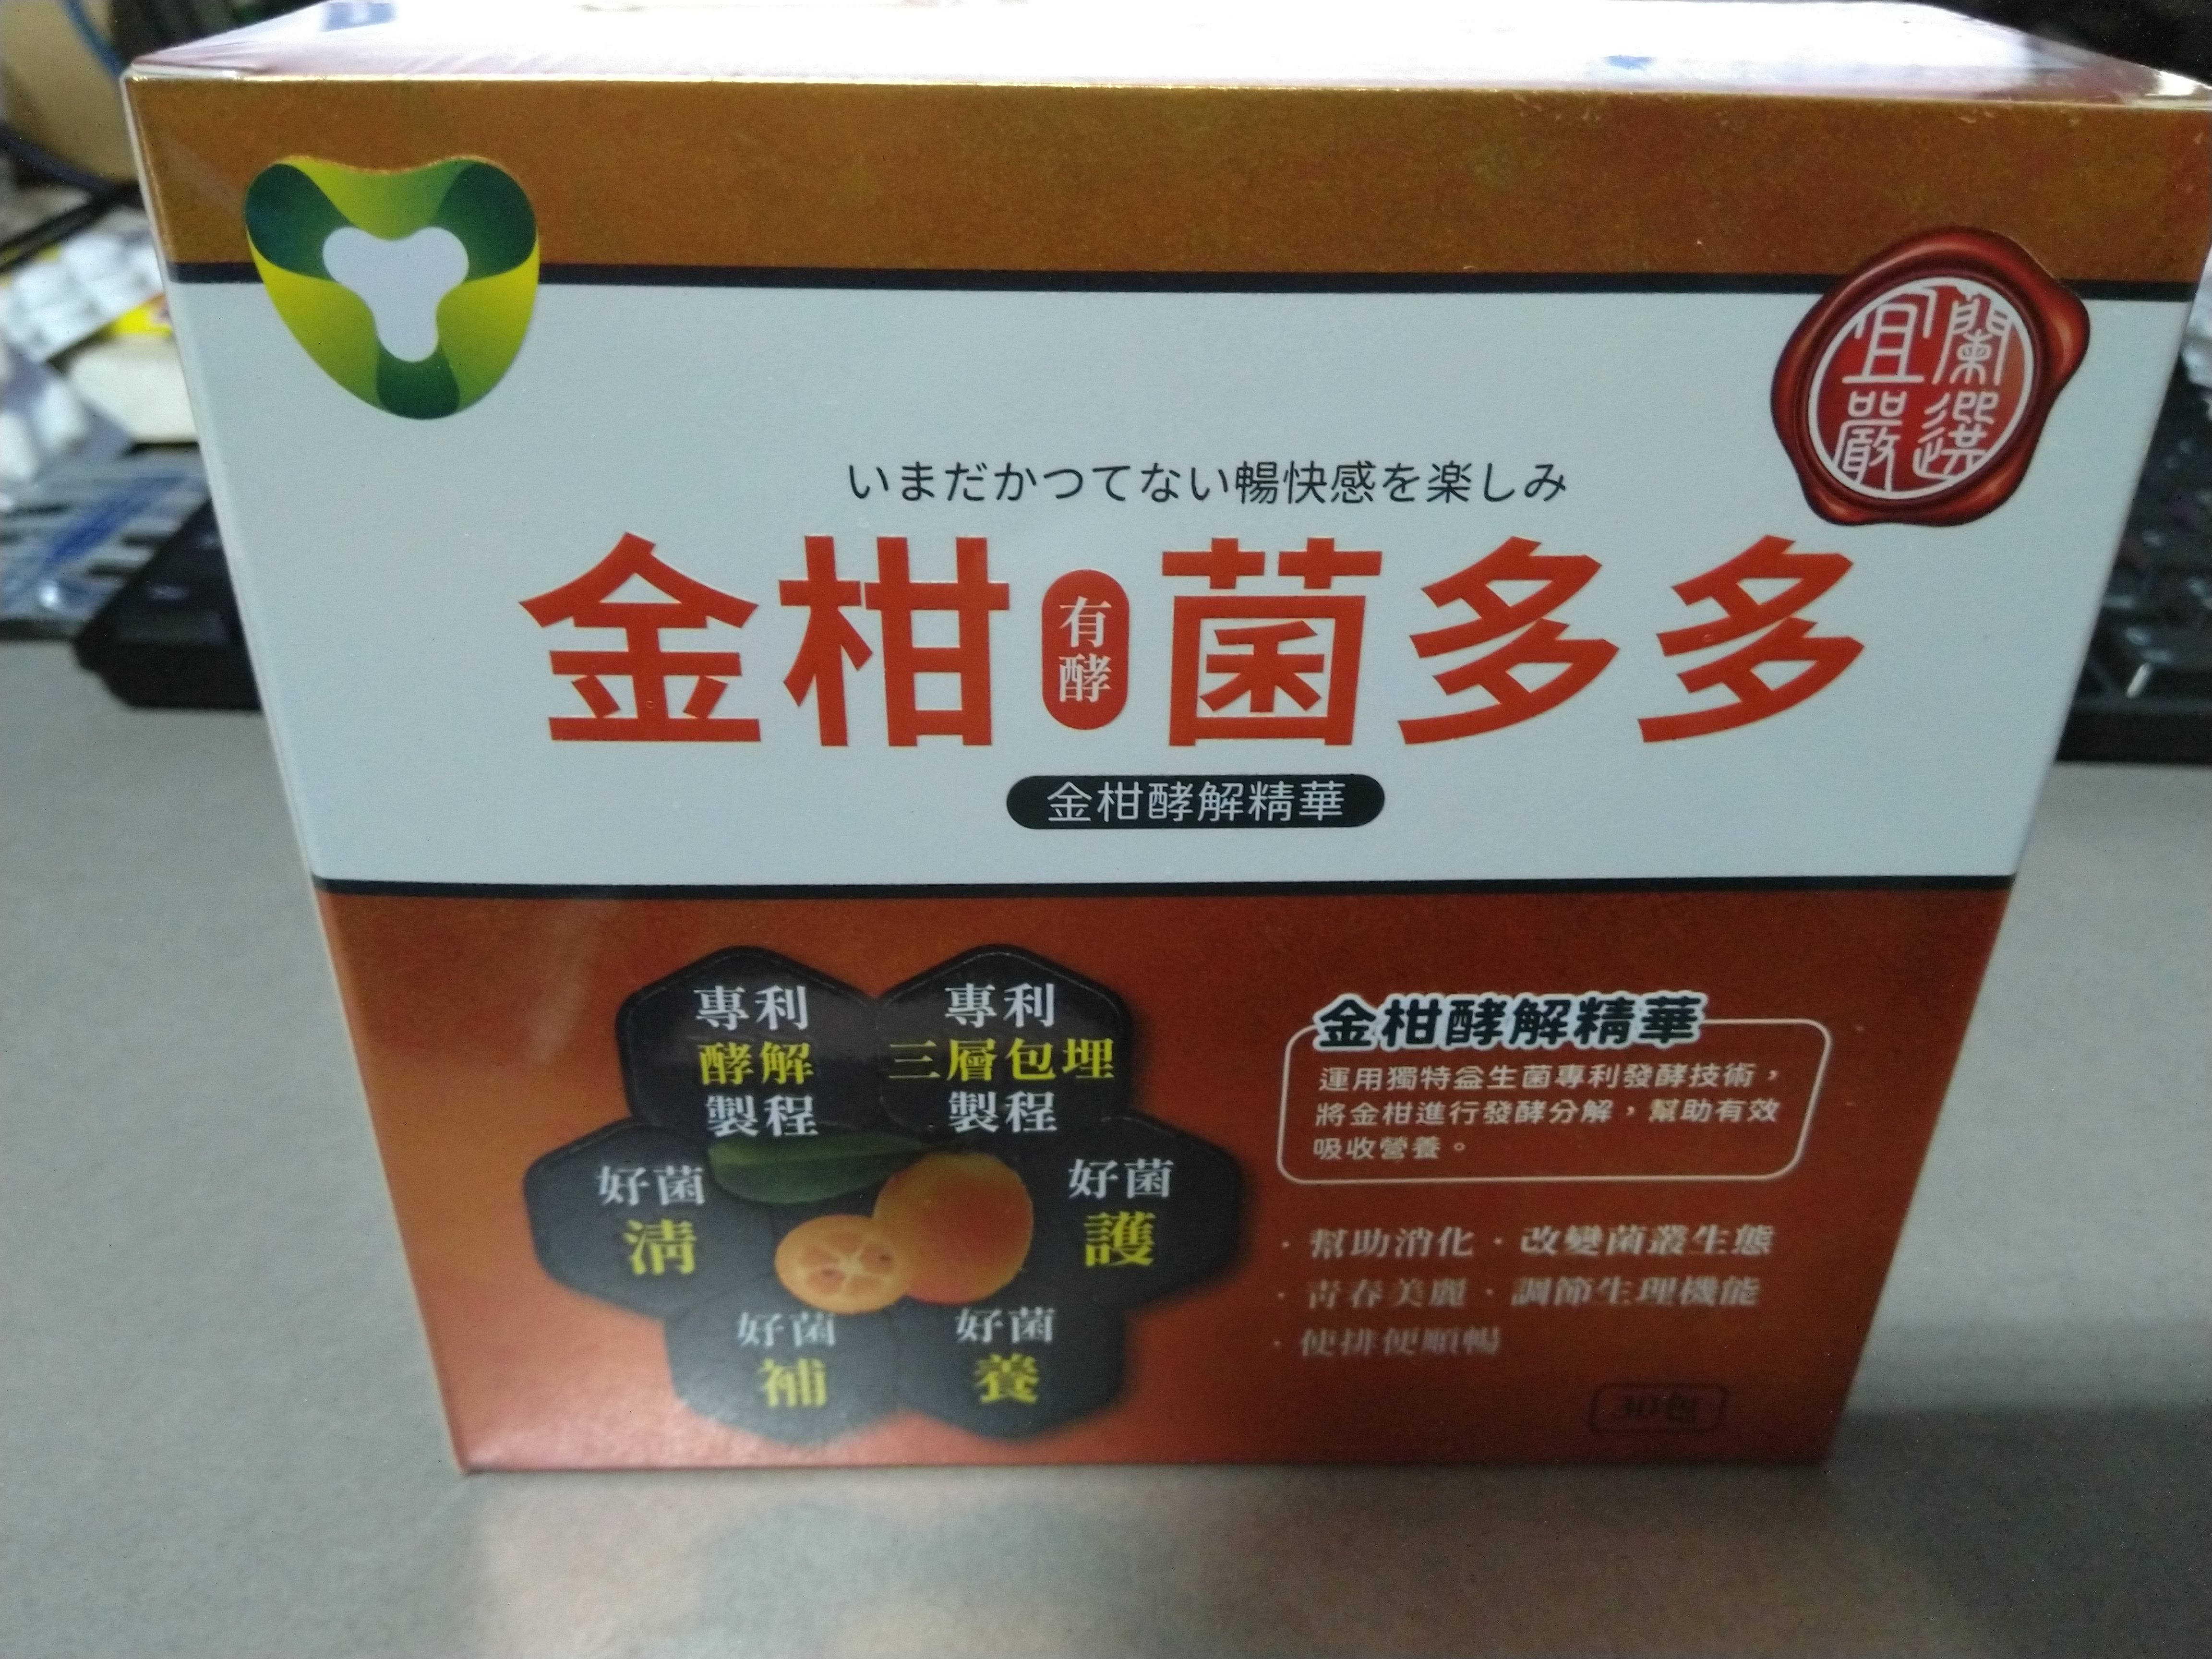 宜蘭
嚴選
いまだかつてない暢快感を楽しみ
金柑有酵菌多多
金柑酵解精華
專利
酵解
製程
專利
三層包埋
製程
好菌
清
好菌
護
好菌
補
好菌
養
金柑酵解精華
運用獨特益生菌專利發酵技術，
將金柑進行發酵分解，幫助有效
吸收營養。
·幫助消化·改變菌叢生態
·青春美麗·調節生理機能
·使排便順暢
30包